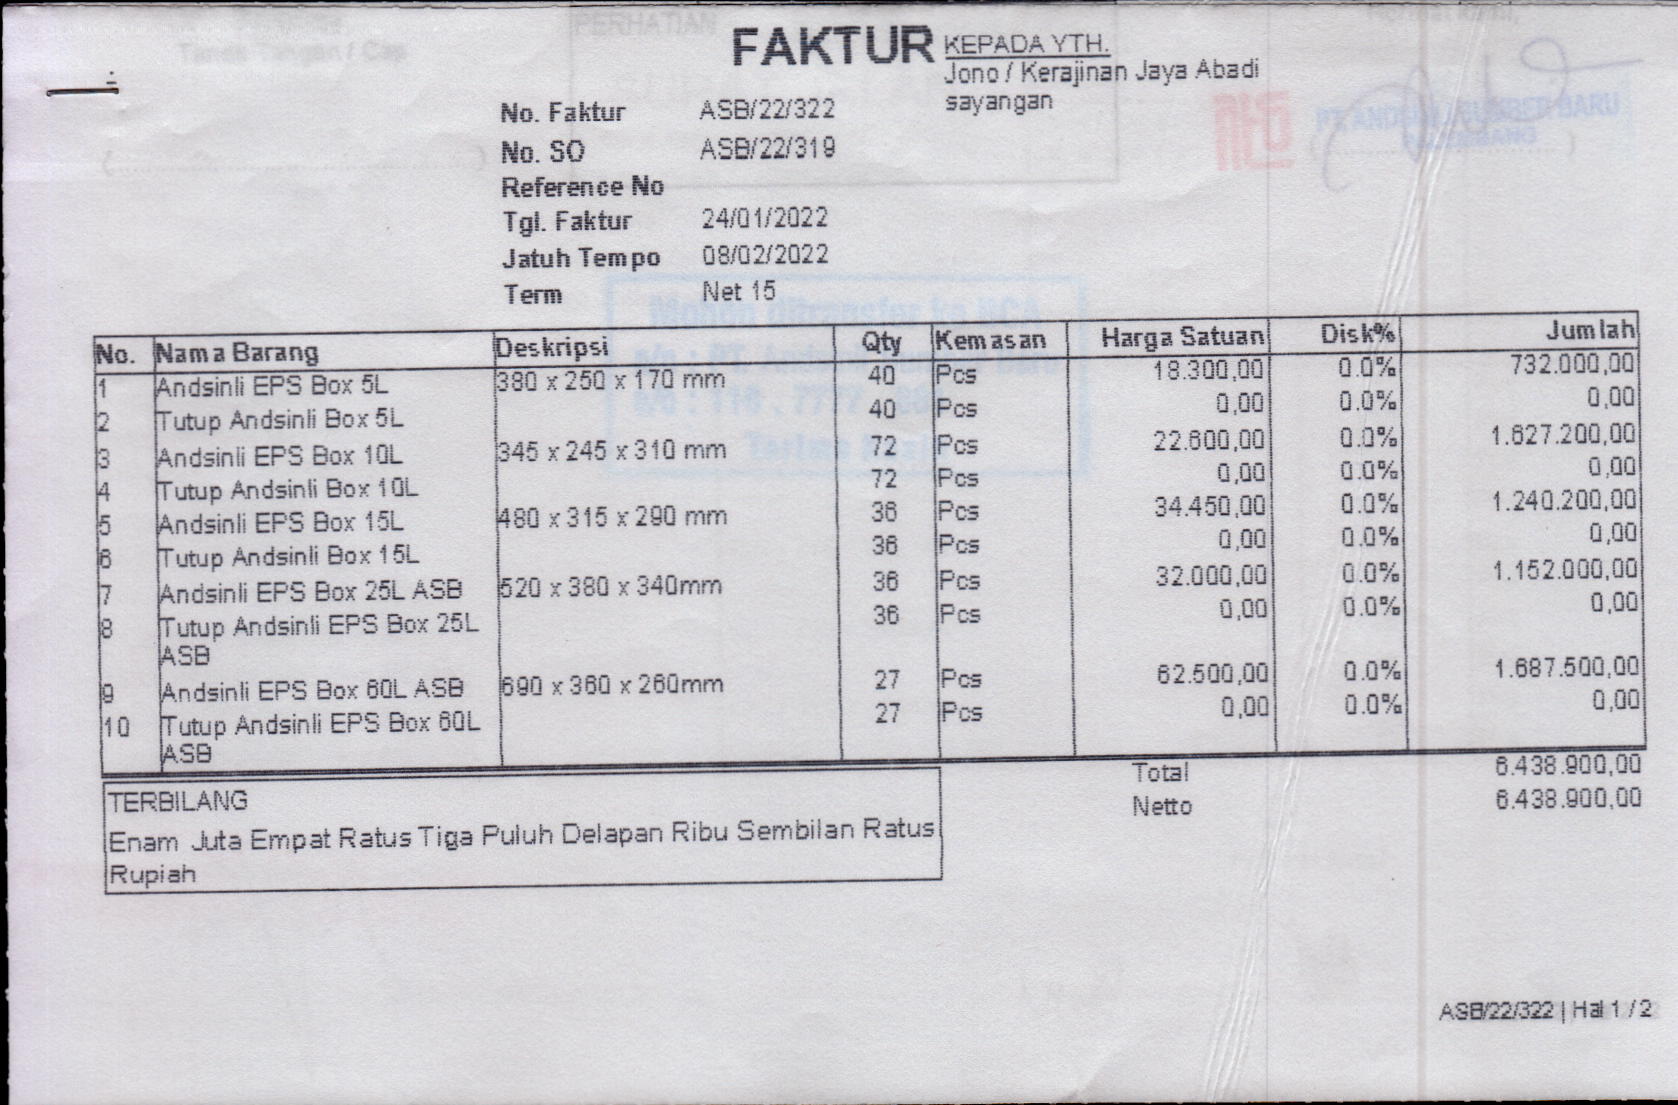 FAKTUR
KEPADA YTH.
Jono / Kerajinan Jaya Abadi
sayangan
No. Faktur ASB/22/322
No. SO ASB/22/319
Reference No
Tgl. Faktur 24/01/2022
Jatuh Tempo 08/02/2022
Term Net 15
No. Nama Barang Deskripsi Qty Kemasan Harga Satuan Disk% Jumlah
1 Andsinli EPS Box 5L 380 x 250 x 170 mm 40 Pcs 18.300,00 0.0% 732.000,00
2 Tutup Andsinli Box 5L 40 Pcs 0,00 0.0% 0,00
3 Andsinli EPS Box 10L 345 x 245 x 310 mm 72 Pcs 22.600,00 0.0% 1.627.200,00
4 Tutup Andsinli Box 10L 72 Pcs 0,00 0.0% 0,00
5 Andsinli EPS Box 15L 480 x 315 x 290 mm 36 Pcs 34.450,00 0.0% 1.240.200,00
6 Tutup Andsinli Box 15L 36 Pcs 0,00 0.0% 0,00
7 Andsinli EPS Box 25L ASB 520 x 380 x 340mm 36 Pcs 32.000,00 0.0% 1.152.000,00
8 Tutup Andsinli EPS Box 25L 36 Pcs 0,00 0.0% 0,00
ASB
9 Andsinli EPS Box 60L ASB 690 x 360 x 260mm 27 Pcs 62.500,00 0.0% 1.687.500,00
10 Tutup Andsinli EPS Box 60L 27 Pcs 0,00 0.0% 0,00
ASB
Total 6.438.900,00
Netto 6.438.900,00
TERBILANG
Enam Juta Empat Ratus Tiga Puluh Delapan Ribu Sembilan Ratus
Rupiah
ASB/22/322 | Hal 1 / 2